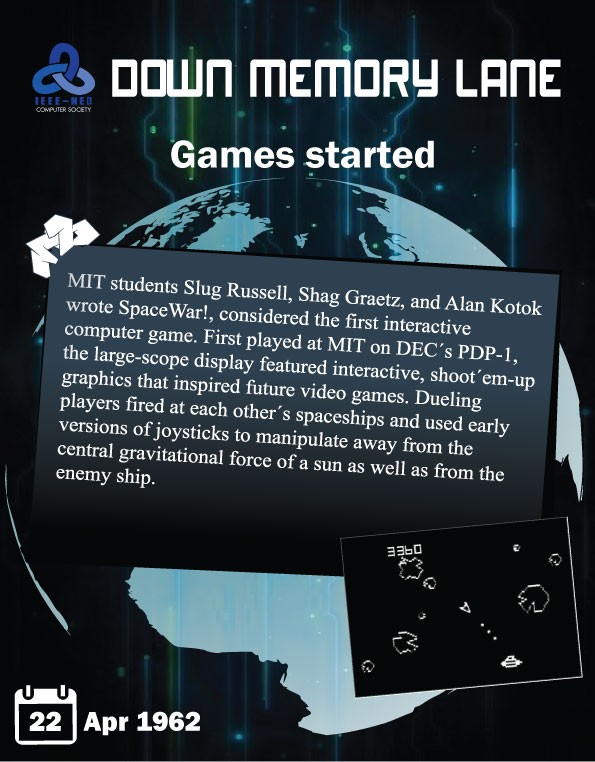 DOWN MEMORY LANE
IEEE-NED
COMPUTER SOCIETY
Games started
MIT students Slug Russell, Shag Graetz, and Alan Kotok
wrote SpaceWar!, considered the first interactive
computer game. First played at MIT on DEC´s PDP-1,
the large-scope display featured interactive, shoot´em-up
graphics that inspired future video games. Dueling
players fired at each other´s spaceships and used early
versions of joysticks to manipulate away from the
central gravitational force of a sun as well as from the
enemy ship.
3360
22 Apr 1962